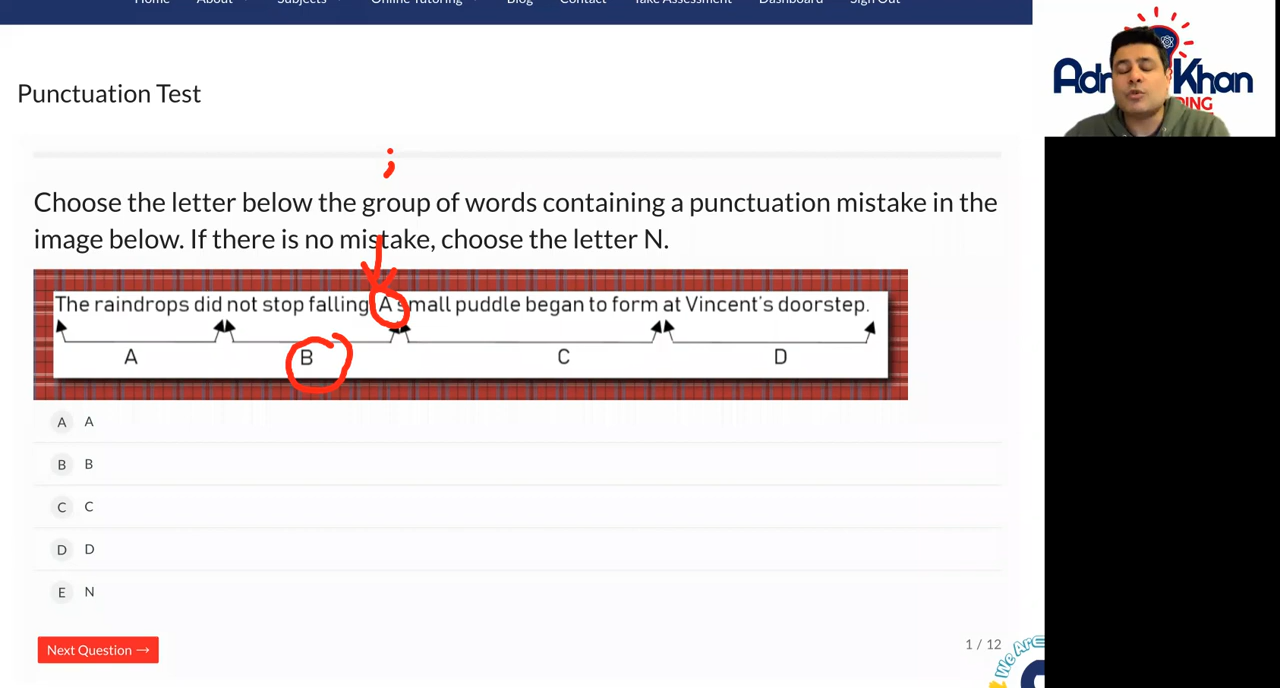 Home About Subjects Online Tutoring Blog Contact Take Assessment Dashboard Sign Out
Khan
Punctuation Test
;
Choose the letter below the group of words containing a punctuation mistake in the
image below. If there is no mistake, choose the letter N.
The raindrops did not stop falling A small puddle began to form at Vincent's doorstep.
A B C D
A A
B B
C C
D D
E N
Next Question →
1 / 12
We Are